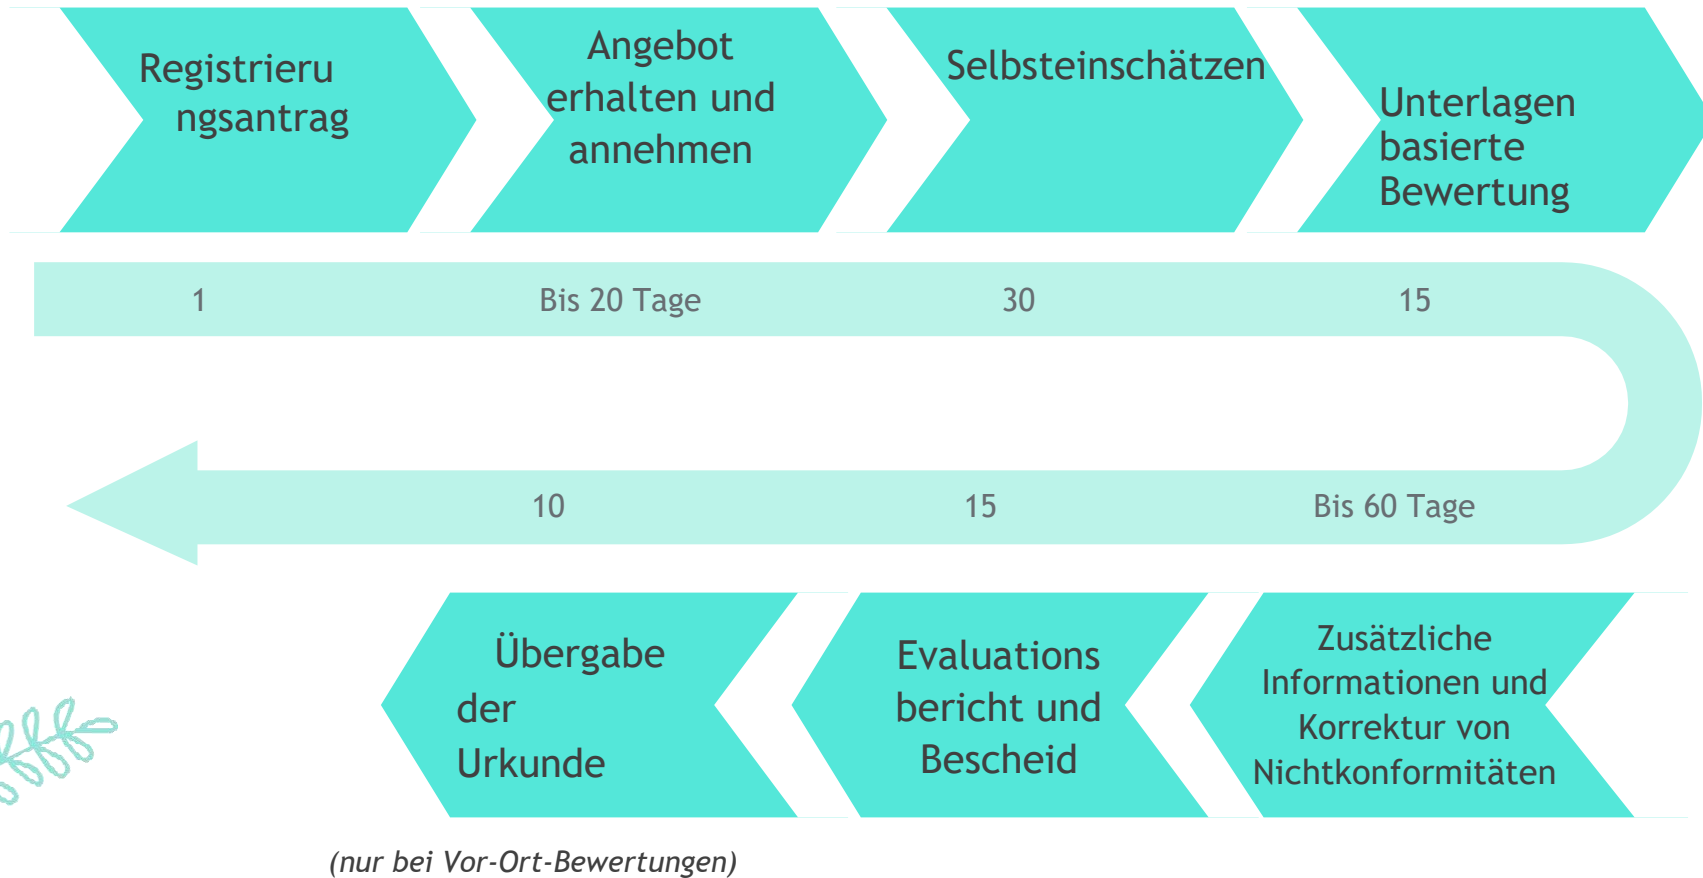 Registrieru
ngsantrag
Angebot
erhalten und
annehmen
Selbsteinschätzen
Unterlagen
basierte
Bewertung
1
Bis 20 Tage
30
15
10
15
Bis 60 Tage
Übergabe
der
Urkunde
Evaluations
bericht und
Bescheid
Zusätzliche
Informationen und
Korrektur von
Nichtkonformitäten
(nur bei Vor-Ort-Bewertungen)